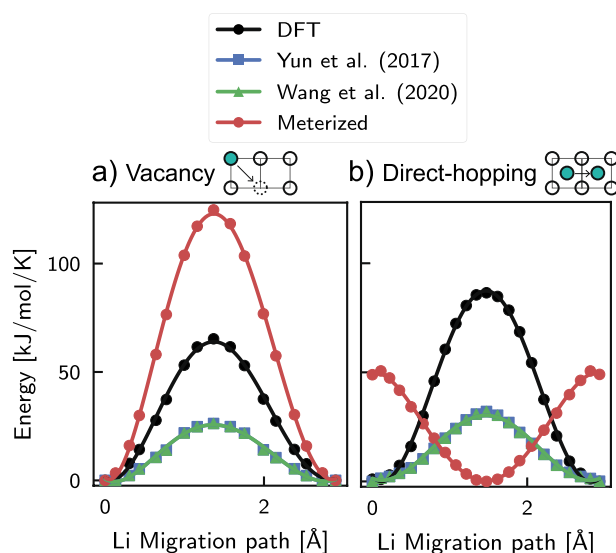 DFT
Yun et al. (2017)
Wang et al. (2020)
Meterized
a) Vacancy
b) Direct-hopping
Energy [kJ/mol/K]
100
50
0
0
2
0
2
Li Migration path [Å]
Li Migration path [Å]